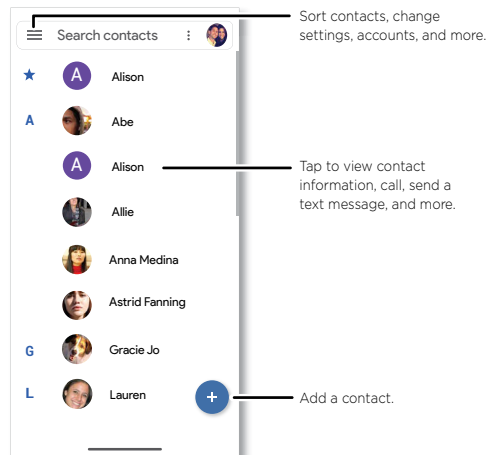 Search contacts
Sort contacts, change
settings, accounts, and more.
A Alison
A Abe
A Alison
Tap to view contact
information, call, send a
text message, and more.
Allie
Anna Medina
Astrid Fanning
G Gracie Jo
L Lauren
+
Add a contact.